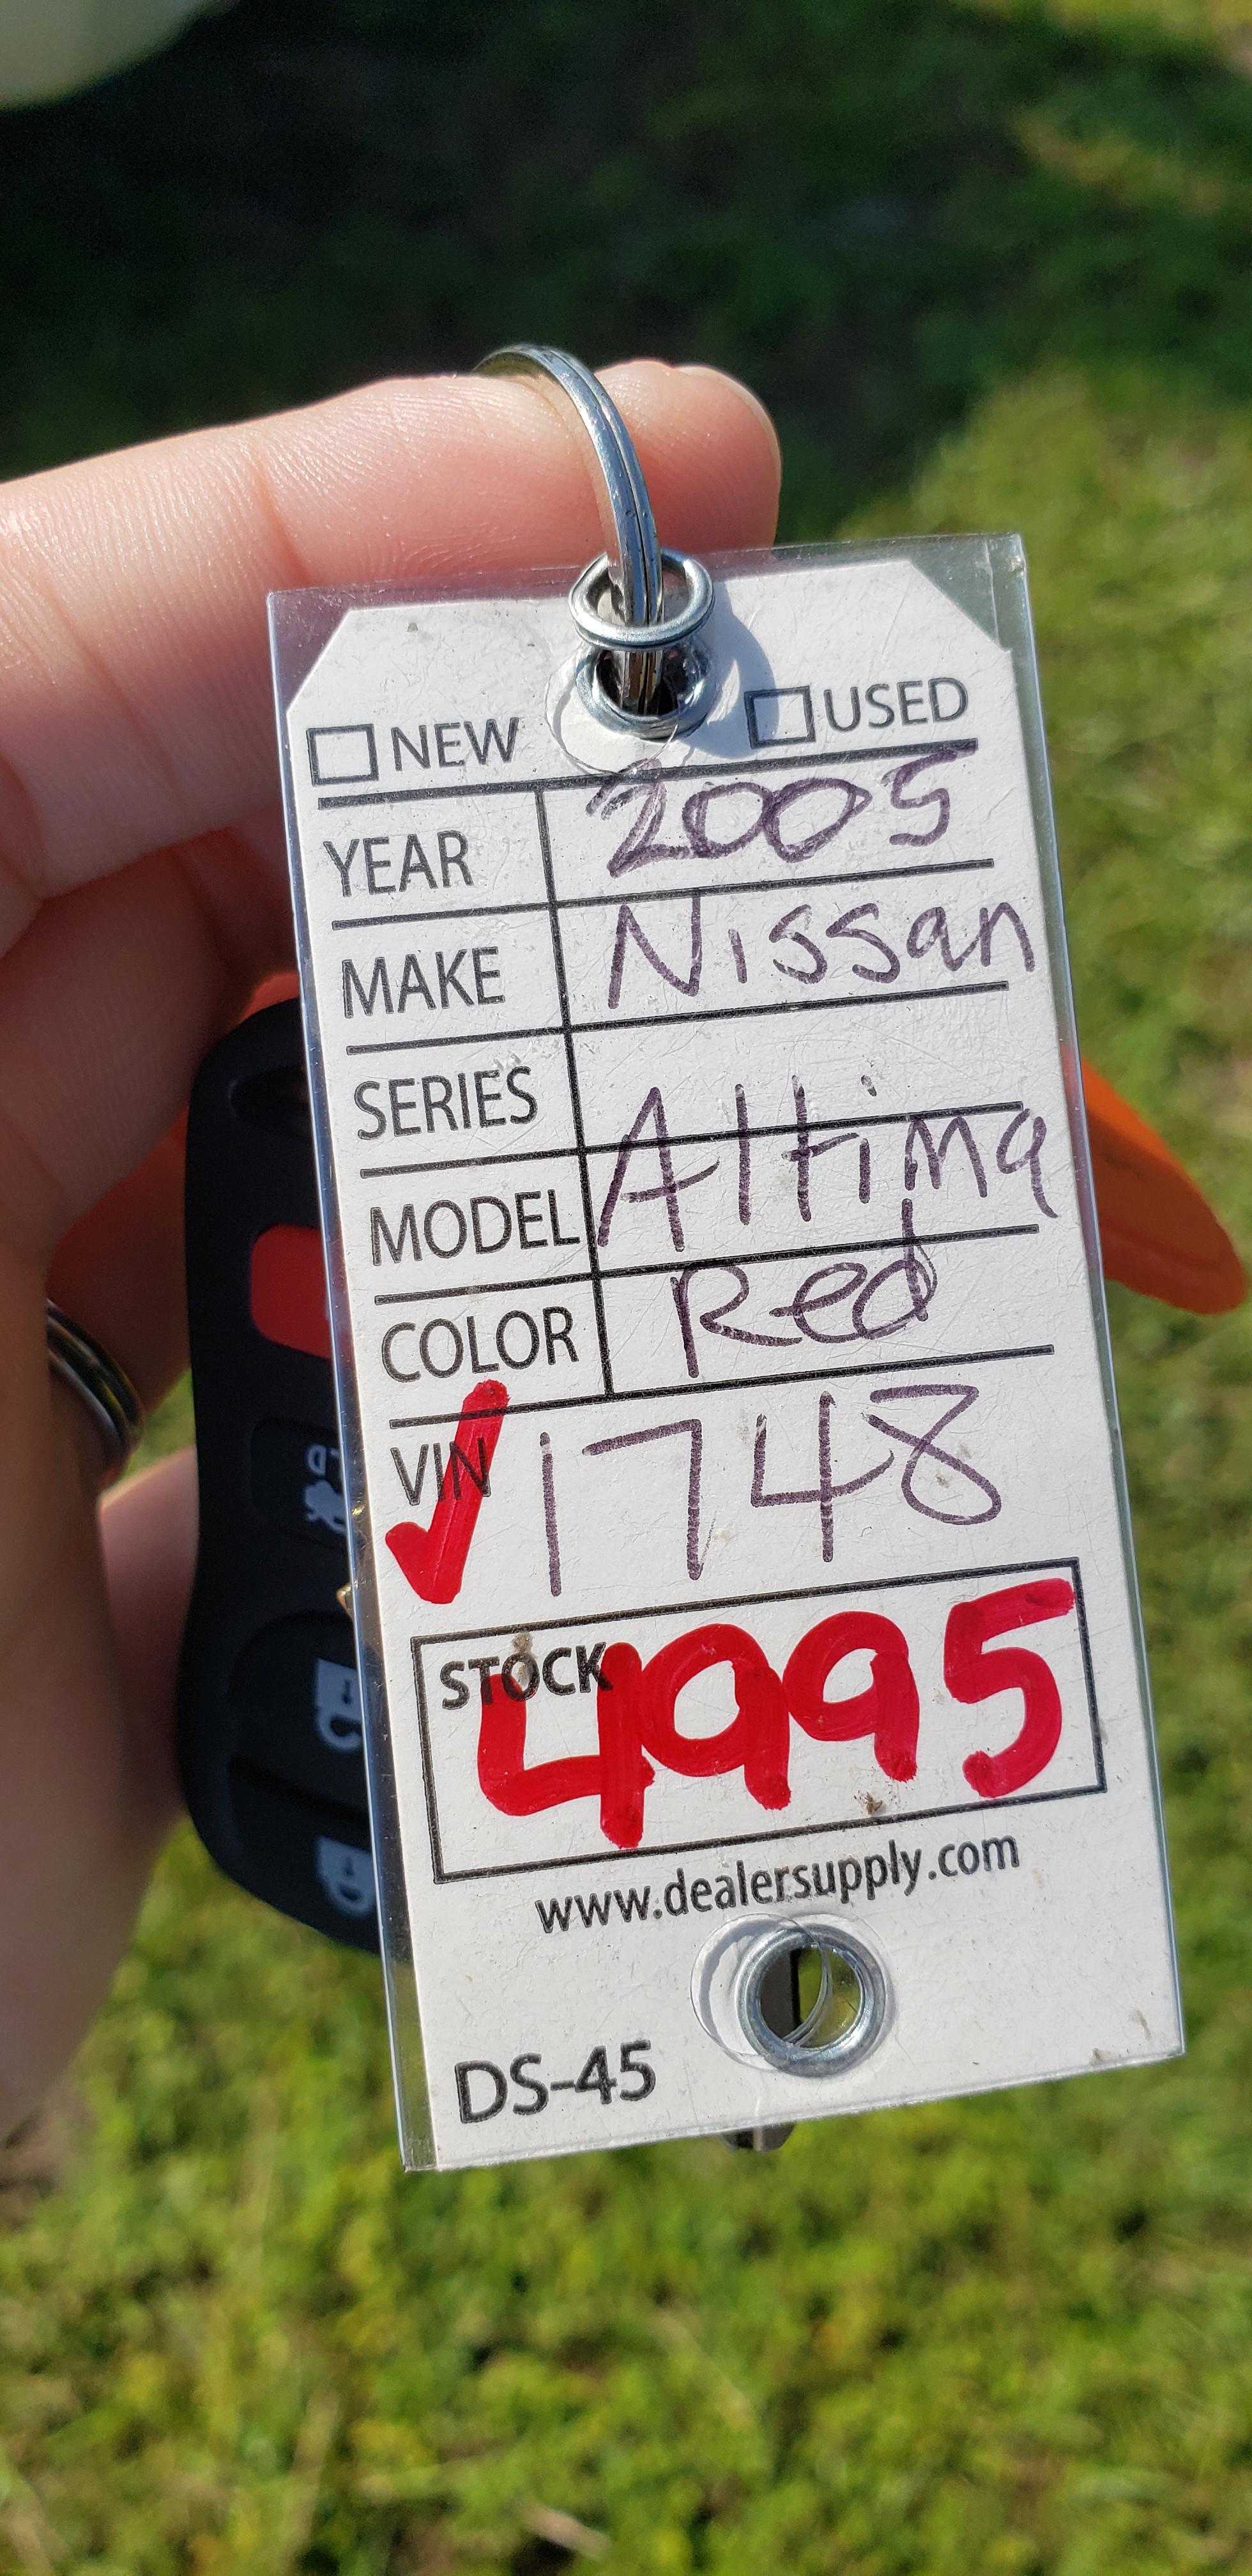 NEW USED
YEAR 2005
MAKE Nissan
SERIES
MODEL Altima
COLOR Red
VIN 1748
STOCK 4995
www.dealersupply.com
DS-45